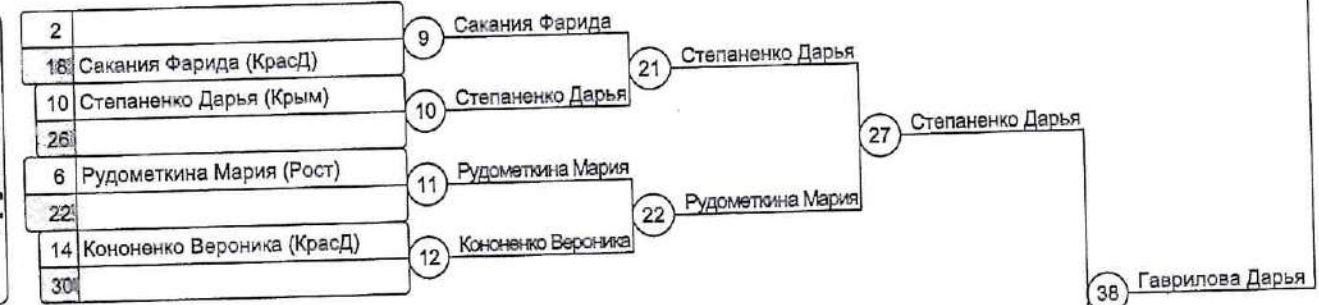 2
9 Сакания Фарида
18 Сакания Фарида (КрасД)
21 Степаненко Дарья
10 Степаненко Дарья (Крым)
10 Степаненко Дарья
26
27 Степаненко Дарья
6 Рудометкина Мария (Рост)
11 Рудометкина Мария
22
22 Рудометкина Мария
14 Кононенко Вероника (КрасД)
12 Кононенко Вероника
30
38 Гаврилова Дарья